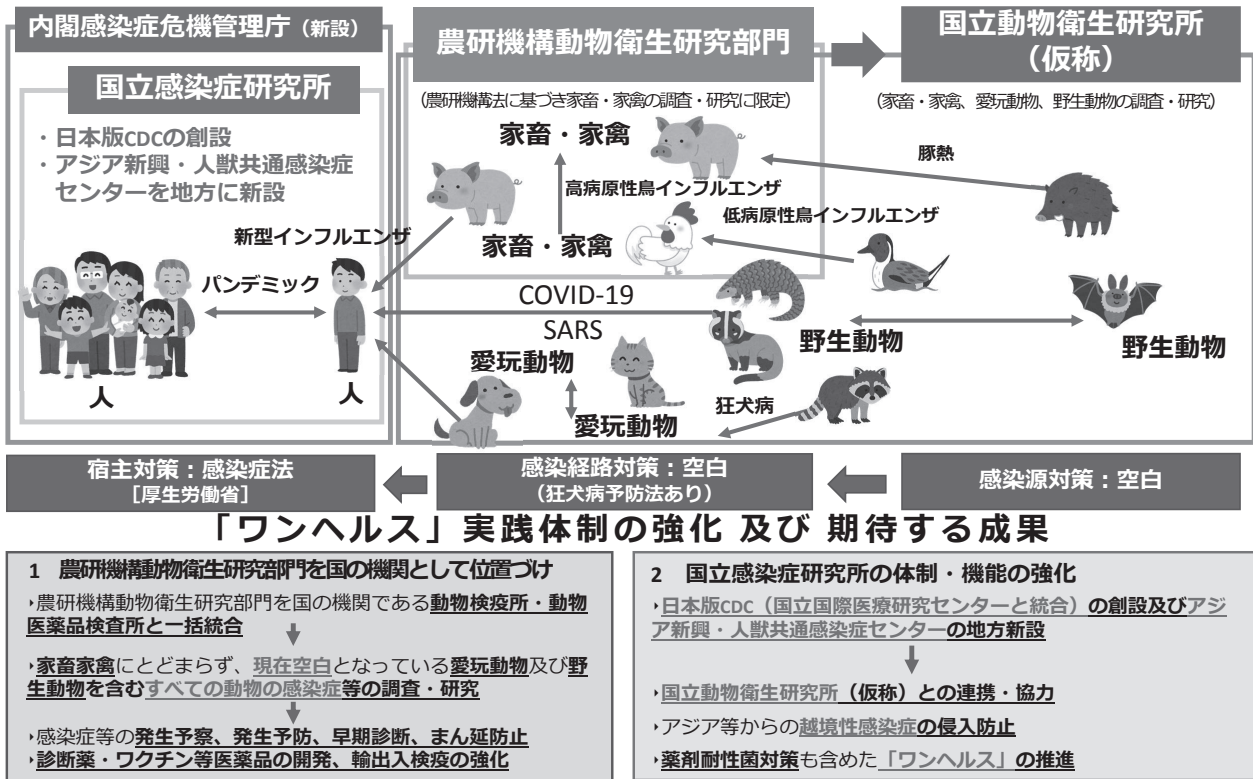 内閣感染症危機管理庁（新設）
国立感染症研究所
・日本版CDCの創設
・アジア新興・人獣共通感染症
センターを地方に新設
農研機構動物衛生研究部門
(農研機構法に基づき家畜・家禽の調査・研究に限定)
国立動物衛生研究所
（仮称）
(家畜・家禽、愛玩動物、野生動物の調査・研究)
家畜・家禽
豚熱
高病原性鳥インフルエンザ
低病原性鳥インフルエンザ
新型インフルエンザ
家畜・家禽
パンデミック
COVID-19
SARS
野生動物
野生動物
愛玩動物
狂犬病
愛玩動物
人
人
宿主対策：感染症法
［厚生労働省］
感染経路対策：空白
（狂犬病予防法あり）
感染源対策：空白
「ワンヘルス」実践体制の強化 及び 期待する成果
1 農研機構動物衛生研究部門を国の機関として位置づけ
・農研機構動物衛生研究部門を国の機関である動物検疫所・動物
医薬品検査所と一括統合
・家畜家禽にとどまらず、現在空白となっている愛玩動物及び野
生動物を含むすべての動物の感染症等の調査・研究
・感染症等の発生予察、発生予防、早期診断、まん延防止
・診断薬・ワクチン等医薬品の開発、輸出入検疫の強化
2 国立感染症研究所の体制・機能の強化
・日本版CDC（国立国際医療研究センターと統合）の創設及びアジ
ア新興・人獣共通感染症センターの地方新設
・国立動物衛生研究所（仮称）との連携・協力
・アジア等からの越境性感染症の侵入防止
・薬剤耐性菌対策も含めた「ワンヘルス」の推進